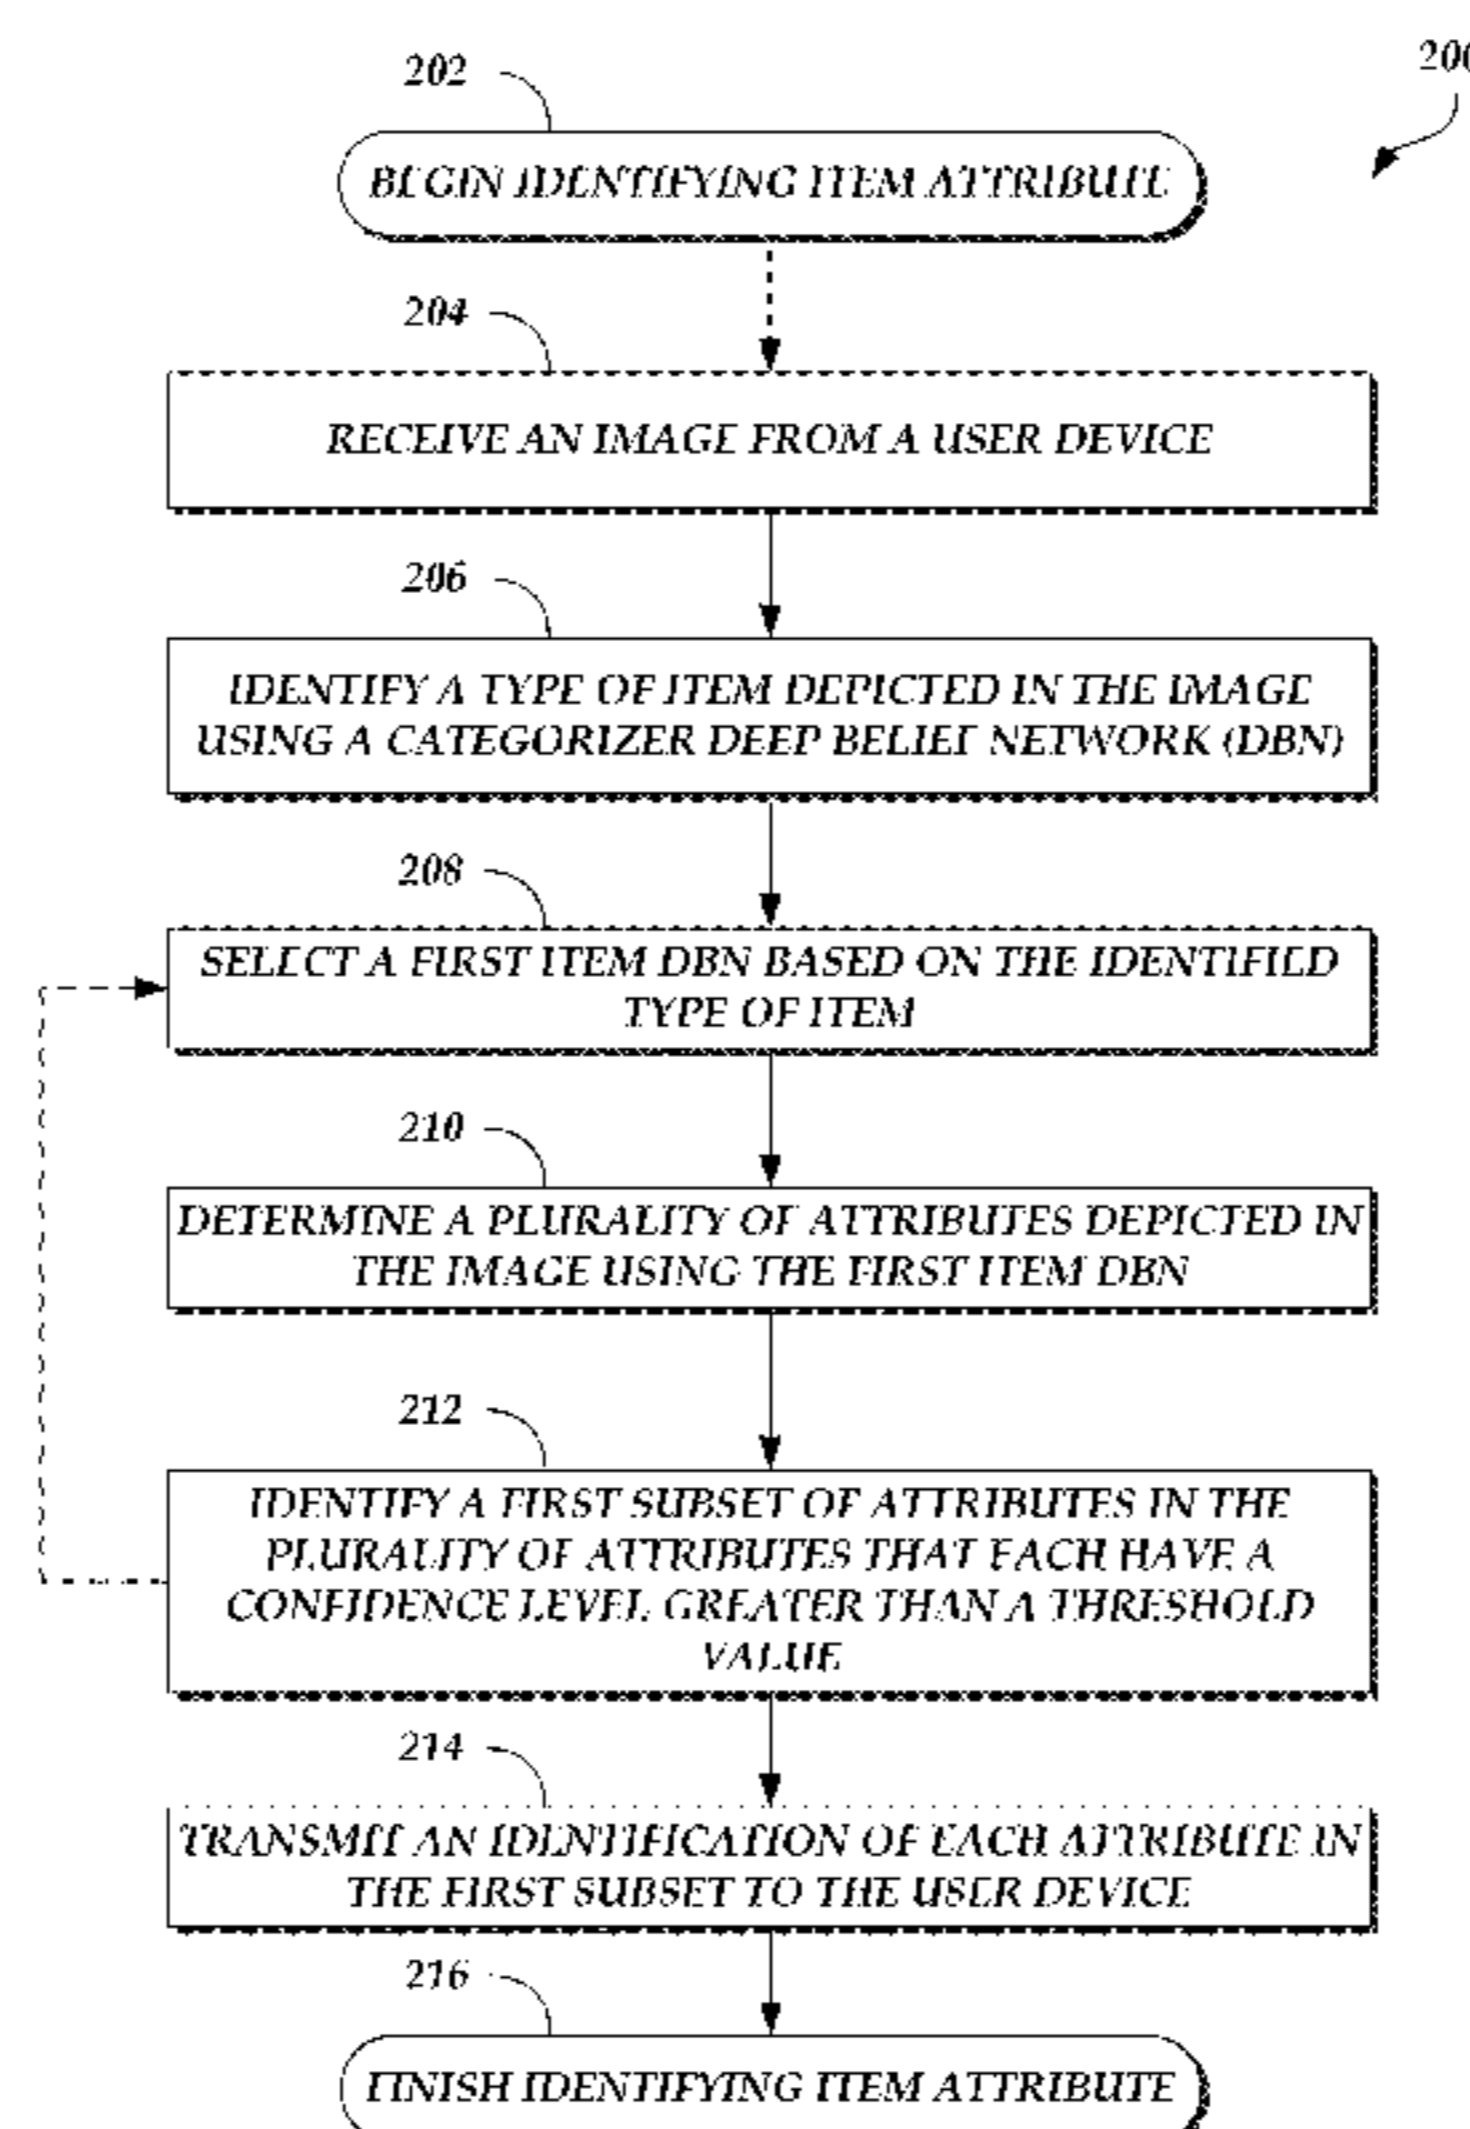 202
200
BEGIN IDENTIFYING ITEM ATTRIBUTE
204
RECEIVE AN IMAGE FROM A USER DEVICE
206
IDENTIFY A TYPE OF ITEM DEPICTED IN THE IMAGE
USING A CATEGORIZER DEEP BELIEF NETWORK (DBN)
208
SELECT A FIRST ITEM DBN BASED ON THE IDENTIFIED
TYPE OF ITEM
210
DETERMINE A PLURALITY OF ATTRIBUTES DEPICTED IN
THE IMAGE USING THE FIRST ITEM DBN
212
IDENTIFY A FIRST SUBSET OF ATTRIBUTES IN THE
PLURALITY OF ATTRIBUTES THAT EACH HAVE A
CONFIDENCE LEVEL GREATER THAN A THRESHOLD
VALUE
214
TRANSMIT AN IDENTIFICATION OF EACH ATTRIBUTE IN
THE FIRST SUBSET TO THE USER DEVICE
216
FINISH IDENTIFYING ITEM ATTRIBUTE